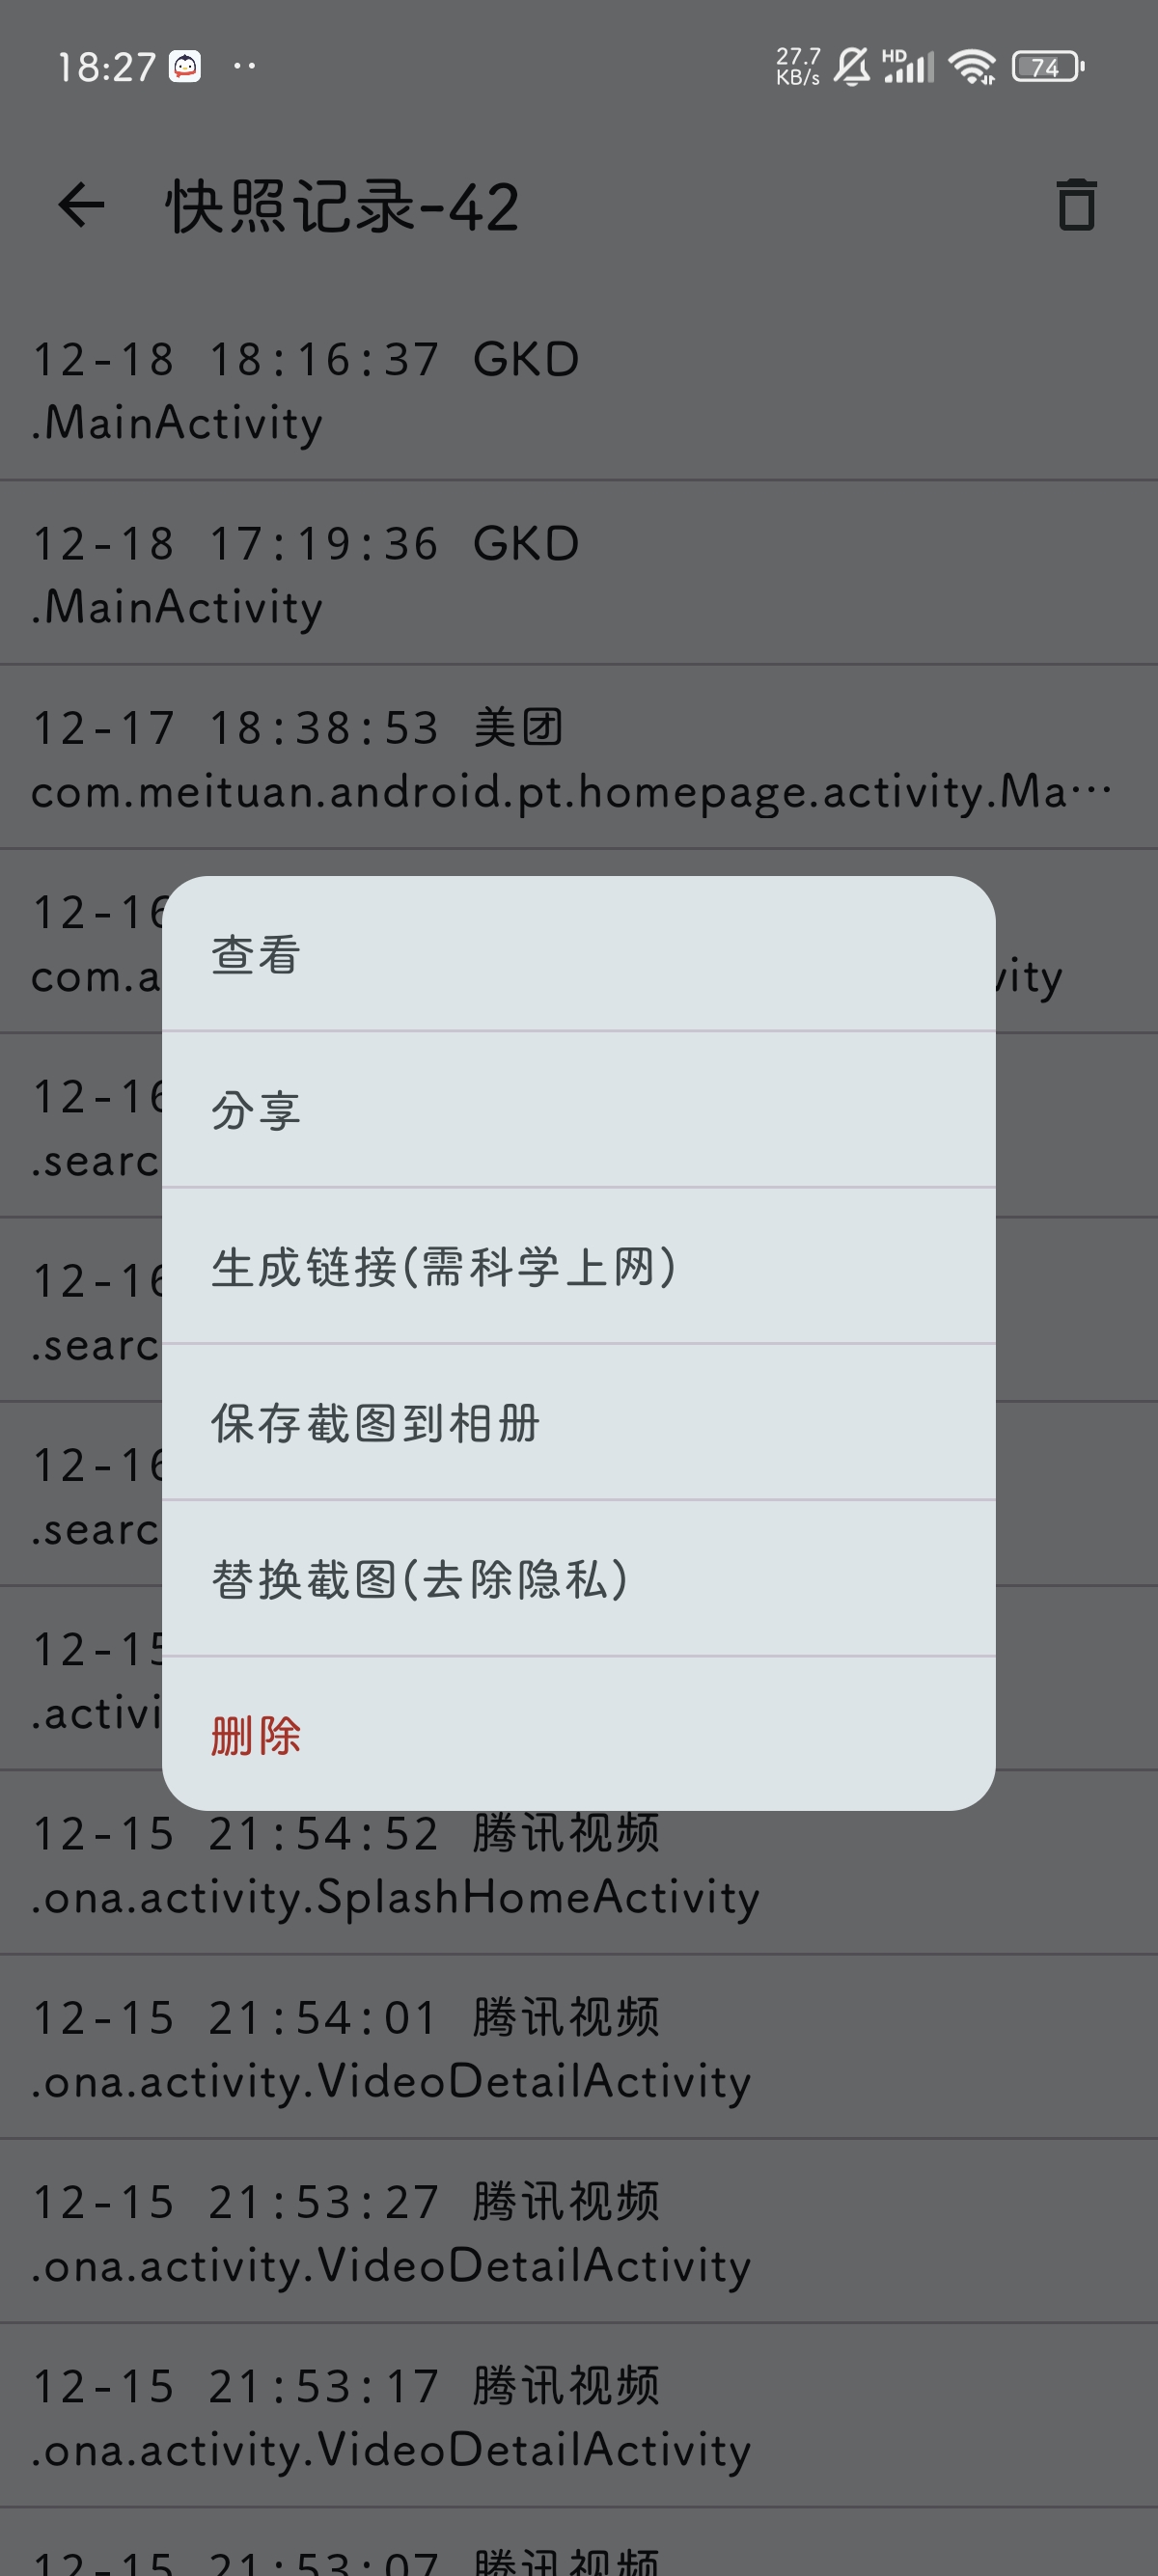 18:27
27.7
KB/s
HD
74
快照记录-42
12-18 18:16:37 GKD
.MainActivity
12-18 17:19:36 GKD
.MainActivity
12-17 18:38:53 美团
com.meituan.android.pt.homepage.activity.Ma…
12-16
com.a
vity
查看
12-16
.searc
分享
12-16
.searc
生成链接(需科学上网)
12-16
.searc
保存截图到相册
替换截图(去除隐私)
12-15
.activi
删除
12-15 21:54:52 腾讯视频
.ona.activity.SplashHomeActivity
12-15 21:54:01 腾讯视频
.ona.activity.VideoDetailActivity
12-15 21:53:27 腾讯视频
.ona.activity.VideoDetailActivity
12-15 21:53:17 腾讯视频
.ona.activity.VideoDetailActivity
12-15 21:53:07 腾讯视频